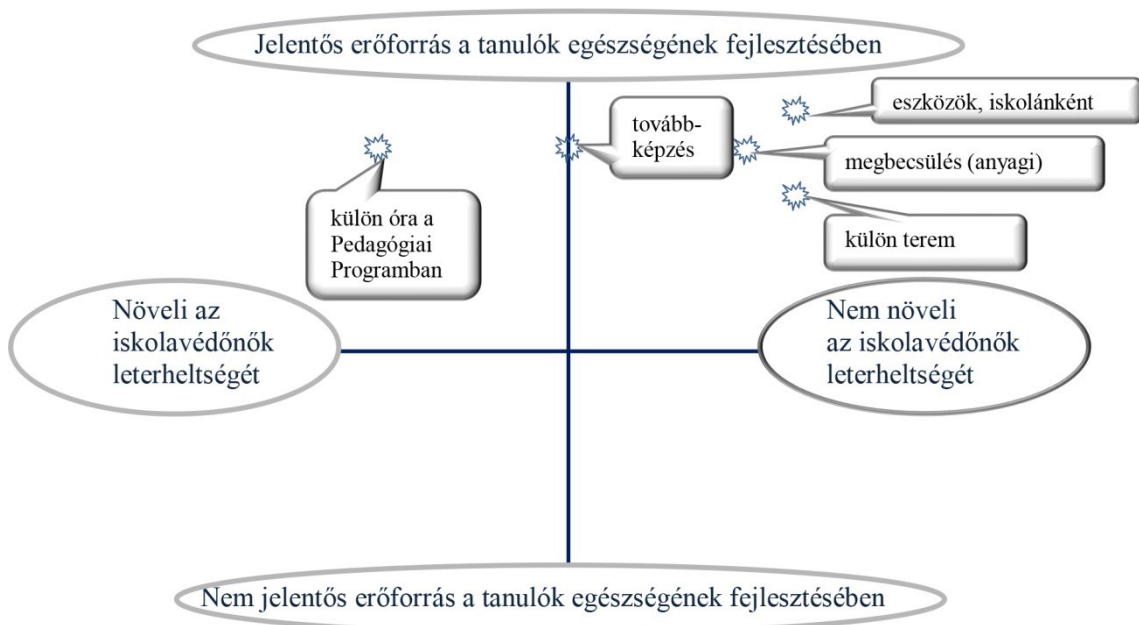 Jelentős erőforrás a tanulók egészségének fejlesztésében
eszközök, iskolánként
tovább-
képzés
megbecsülés (anyagi)
külön óra a
Pedagógiai
Programban
külön terem
Növeli az
iskolavédőnők
leterheltségét
Nem növeli
az iskolavédőnők
leterheltségét
Nem jelentős erőforrás a tanulók egészségének fejlesztésében